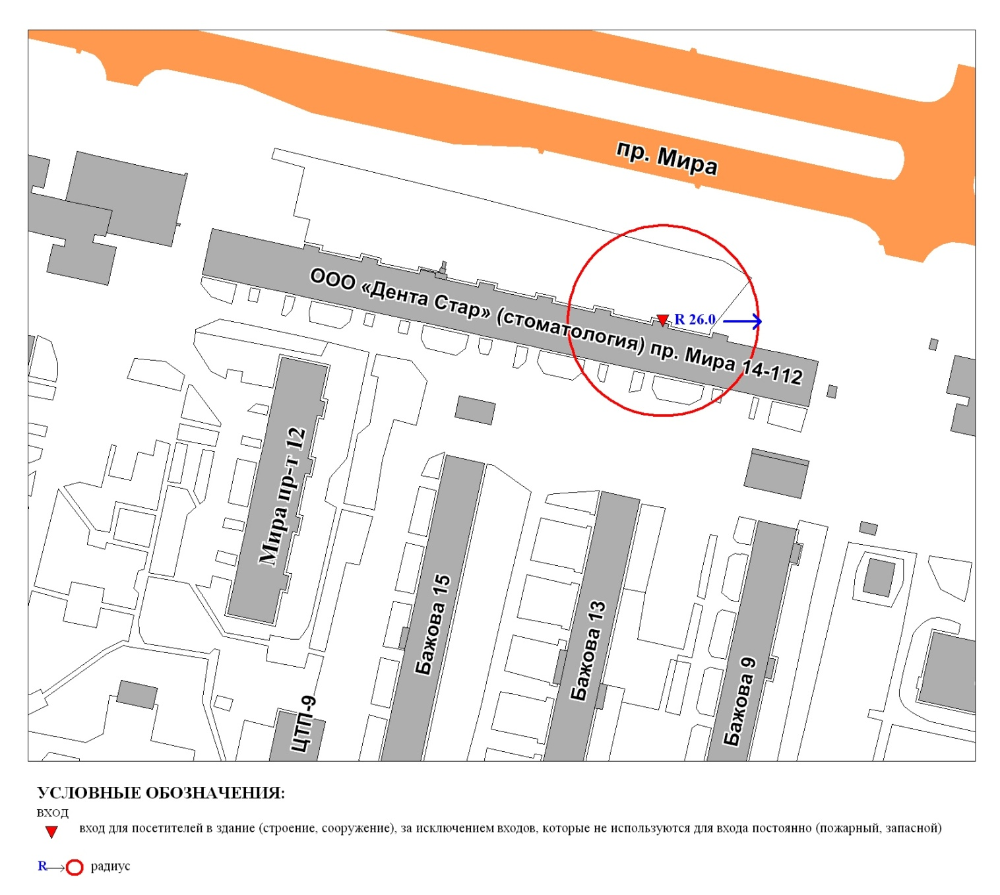 пр. Мира
ООО «Дента Стар» (стоматология) пр. Мира 14-112
R 26.0
Мира пр-т 12
Бажова 15
Бажова 13
Бажова 9
ЦТП-9
УСЛОВНЫЕ ОБОЗНАЧЕНИЯ:
вход
вход для посетителей в здание (строение, сооружение), за исключением входов, которые не используются для входа постоянно (пожарный, запасной)
R радиус